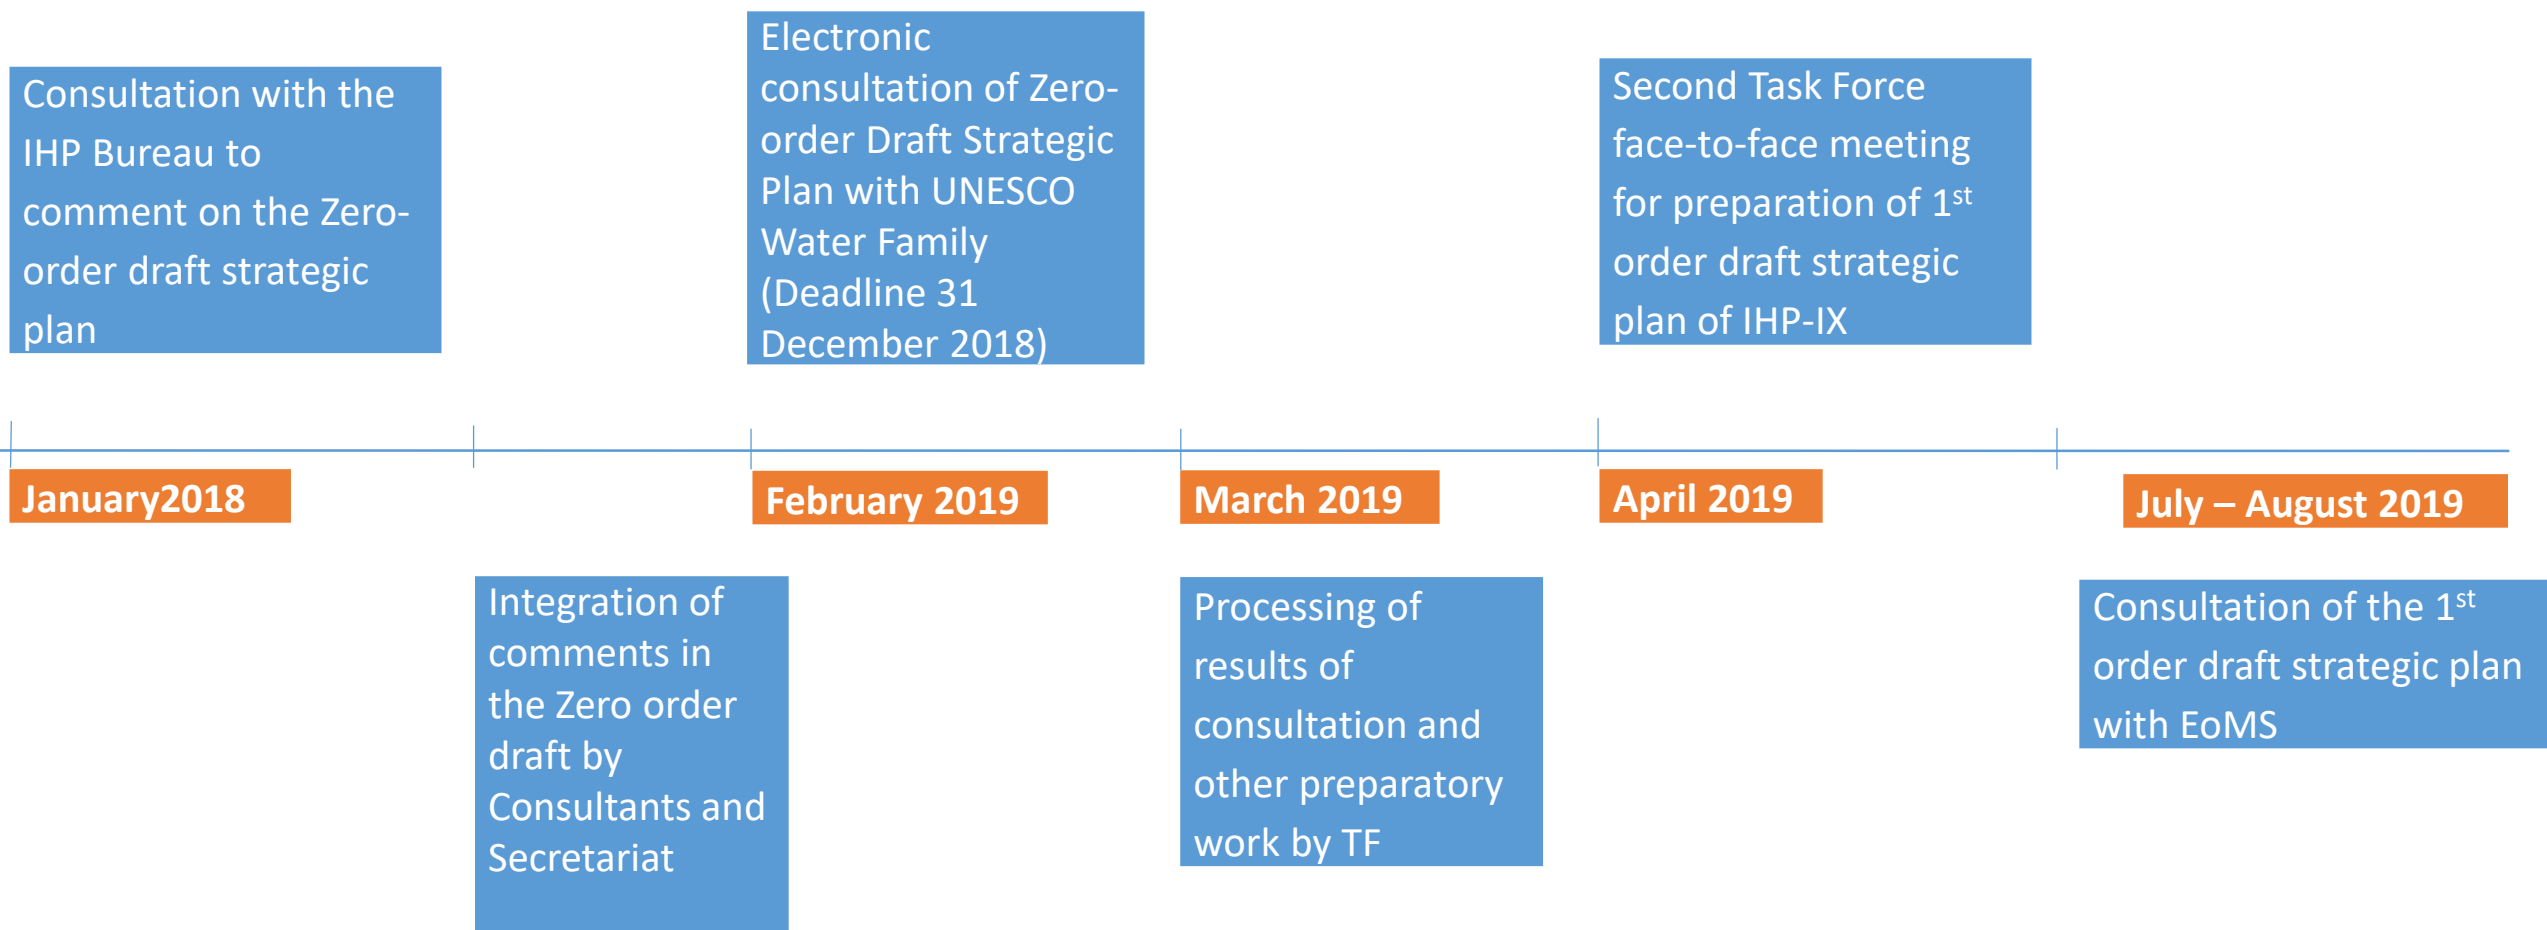 Consultation with the
IHP Bureau to
comment on the Zero-
order draft strategic
plan
Electronic
consultation of Zero-
order Draft Strategic
Plan with UNESCO
Water Family
(Deadline 31
December 2018)
Second Task Force
face-to-face meeting
for preparation of 1st
order draft strategic
plan of IHP-IX
January2018
February 2019
March 2019
April 2019
July – August 2019
Integration of
comments in
the Zero order
draft by
Consultants and
Secretariat
Processing of
results of
consultation and
other preparatory
work by TF
Consultation of the 1st
order draft strategic plan
with EoMS